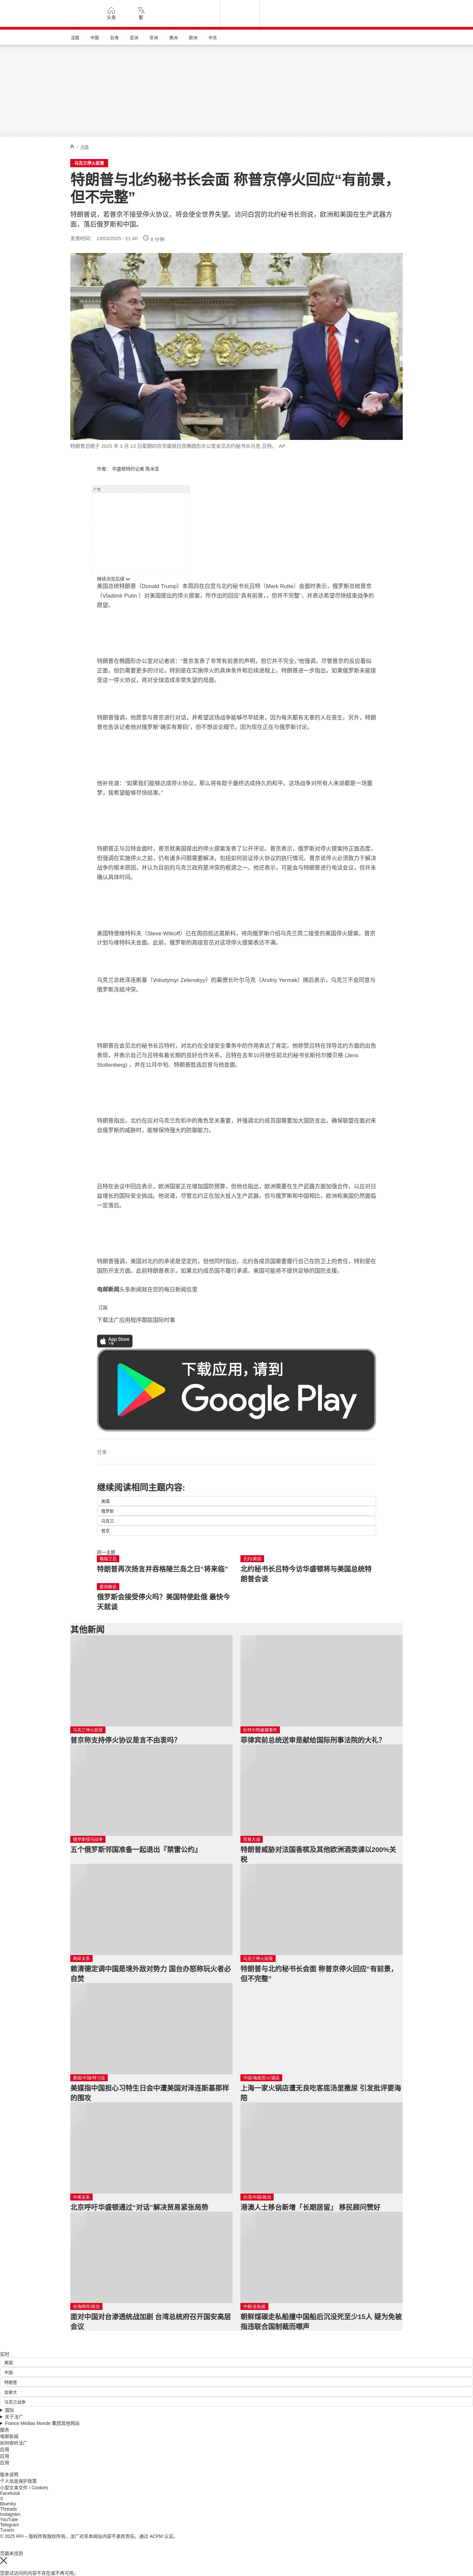 头条
繁
法国
中国
台海
亚洲
非洲
美洲
欧洲
中东
/ 法国
乌克兰停火前景
特朗普与北约秘书长会面 称普京停火回应“有前景，
但不完整”
特朗普说，若普京不接受停火协议，将会使全世界失望。访问白宫的北约秘书长则说，欧洲和美国在生产武器方
面，落后俄罗斯和中国。
发表时间： 13/03/2025 - 21:40
6 分钟
特朗普总统于 2025 年 3 月 13 日星期四在华盛顿白宫椭圆形办公室会见北约秘书长马克·吕特。 AP
作者： 华盛顿特约记者 陈米亚
广告
继续浏览后续
美国总统特朗普（Donald Trump）本周四在白宫与北约秘书长吕特（Mark Rutte）会面时表示，俄罗斯总统普京
（Vladimir Putin ）对美国提出的停火提案，所作出的回应“具有前景，，但并不完整”，并表达希望尽快结束战争的
愿望。
特朗普在椭圆形办公室对记者说：“普京发表了非常有前景的声明，但它并不完全。”他强调，尽管普京的反应看似
正面，但仍需要更多的讨论，特别是在实施停火的具体条件和后续进程上。特朗普进一步指出，如果俄罗斯未能接
受这一停火协议，将对全球造成非常失望的局面。
特朗普强调，他愿意与普京进行对话，并希望这场战争能够尽早结束，因为每天都有无辜的人在丧生。另外，特朗
普也告诉记者他对俄罗斯“确实有筹码”，但不想谈论细节，因为现在正在与俄罗斯讨论。
他补充道：“如果我们能够达成停火协议，那么将有助于最终达成持久的和平。这场战争对所有人来说都是一场噩
梦，我希望能够尽快结束。”
特朗普正与吕特会面时，普京就美国提出的停火提案发表了公开评论。普京表示，俄罗斯对停火提案持正面态度，
但强调在实施停火之前，仍有诸多问题需要解决，包括如何验证停火协议的执行情况。普京说停火必须致力于解决
战争的根本原因，并认为目前的乌克兰政府是冲突的根源之一。他还表示，可能会与特朗普进行电话会议，但并未
确认具体时间。
美国特使维特科夫（Steve Witkoff）已在周四抵达莫斯科，将向俄罗斯介绍乌克兰周二接受的美国停火提案。普京
计划与维特科夫会面。此前，俄罗斯的高级官员对这项停火提案表达不满。
乌克兰总统泽连斯基（Volodymyr Zelenskyy）的幕僚长叶尔马克（Andriy Yermak）随后表示，乌克兰不会同意与
俄罗斯冻结冲突。
特朗普在会见北约秘书长吕特时，对北约在全球安全事务中的作用表达了肯定。他称赞吕特在领导北约方面的出色
表现，并表示自己与吕特有着长期的良好合作关系。吕特在去年10月继任前北约秘书长斯托尔滕贝格 (Jens
Stoltenberg) ，并在11月中旬、特朗普胜选后首与他会面。
特朗普指出，北约在应对乌克兰危机中的角色至关重要，并强调北约成员国需要加大国防支出，确保联盟在面对来
自俄罗斯的威胁时，能够保持强大的防御能力。
吕特在会议中回应表示，欧洲国家正在增加国防预算，但他也指出，欧洲需要在生产武器方面加强合作，以应对日
益增长的国际安全挑战。他说道，尽管北约正在加大投入生产武器，但与俄罗斯和中国相比，欧洲和美国仍然面临
一定落后。
特朗普强调，美国对北约的承诺是坚定的，但他同时指出，北约各成员国需要履行自己在防卫上的责任，特别是在
国防开支方面。此前特朗普表示，如果北约成员国不履行承诺，美国可能将不提供足够的国防支援。
电邮新闻头条新闻就在您的每日新闻信里
订阅
下载法广应用程序跟踪国际时事
App Store
下载应用，请到
Google Play
分享 :
继续阅读相同主题内容:
美国
俄罗斯
乌克兰
普京
同一主题
格陵兰岛
特朗普再次扬言并吞格陵兰岛之日“将来临”
北约/美国
北约秘书长吕特今访华盛顿将与美国总统特
朗普会谈
要闻解说
俄罗斯会接受停火吗？美国特使赴俄 最快今
天就谈
其他新闻
乌克兰停火前景
普京称支持停火协议是言不由衷吗？
杜特尔特被捕事件
菲律宾前总统送审是献给国际刑事法院的大礼？
俄罗斯侵乌战争
五个俄罗斯邻国准备一起退出『禁雷公约』
贸易大战
特朗普威胁对法国香槟及其他欧洲酒类课以200%关
税
两岸关系
赖清德定调中国是境外敌对势力 国台办怒称玩火者必
自焚
乌克兰停火前景
特朗普与北约秘书长会面 称普京停火回应“有前景，
但不完整”
美国/中国/特习会
美媒指中国担心习特生日会中遭美国对泽连斯基那样
的围攻
中国/海底捞/火锅店
上海一家火锅店遭无良吃客底汤里撒尿 引发批评要海
陪
中美关系
北京呼吁华盛顿通过“对话”解决贸易紧张局势
台湾/中国/政治
港澳人士移台新增「长期居留」 移民顾问赞好
台海两岸/政治
面对中国对台渗透统战加剧 台湾总统府召开国安高层
会议
中朝/走私船
朝鲜煤碳走私船撞中国船后沉没死至少15人 疑为免被
指违联合国制裁而噤声
实时
美国
中国
特朗普
加拿大
乌克兰战争
国际
关于法广
France Médias Monde 集团其他网站
服务
电邮新闻
如何收听法广
应用
应用
应用
版本说明
个人信息保护政策
小型文本文件 / Cookies
Facebook
X
Bluesky
Threads
Instagram
YouTube
Telegram
TuneIn
© 2025 RFI – 版权所有版权所有。法广对非本网站内容不承担责任。通过 ACPM 认证。
页面未找到
您尝试访问的内容不存在或不再可用。